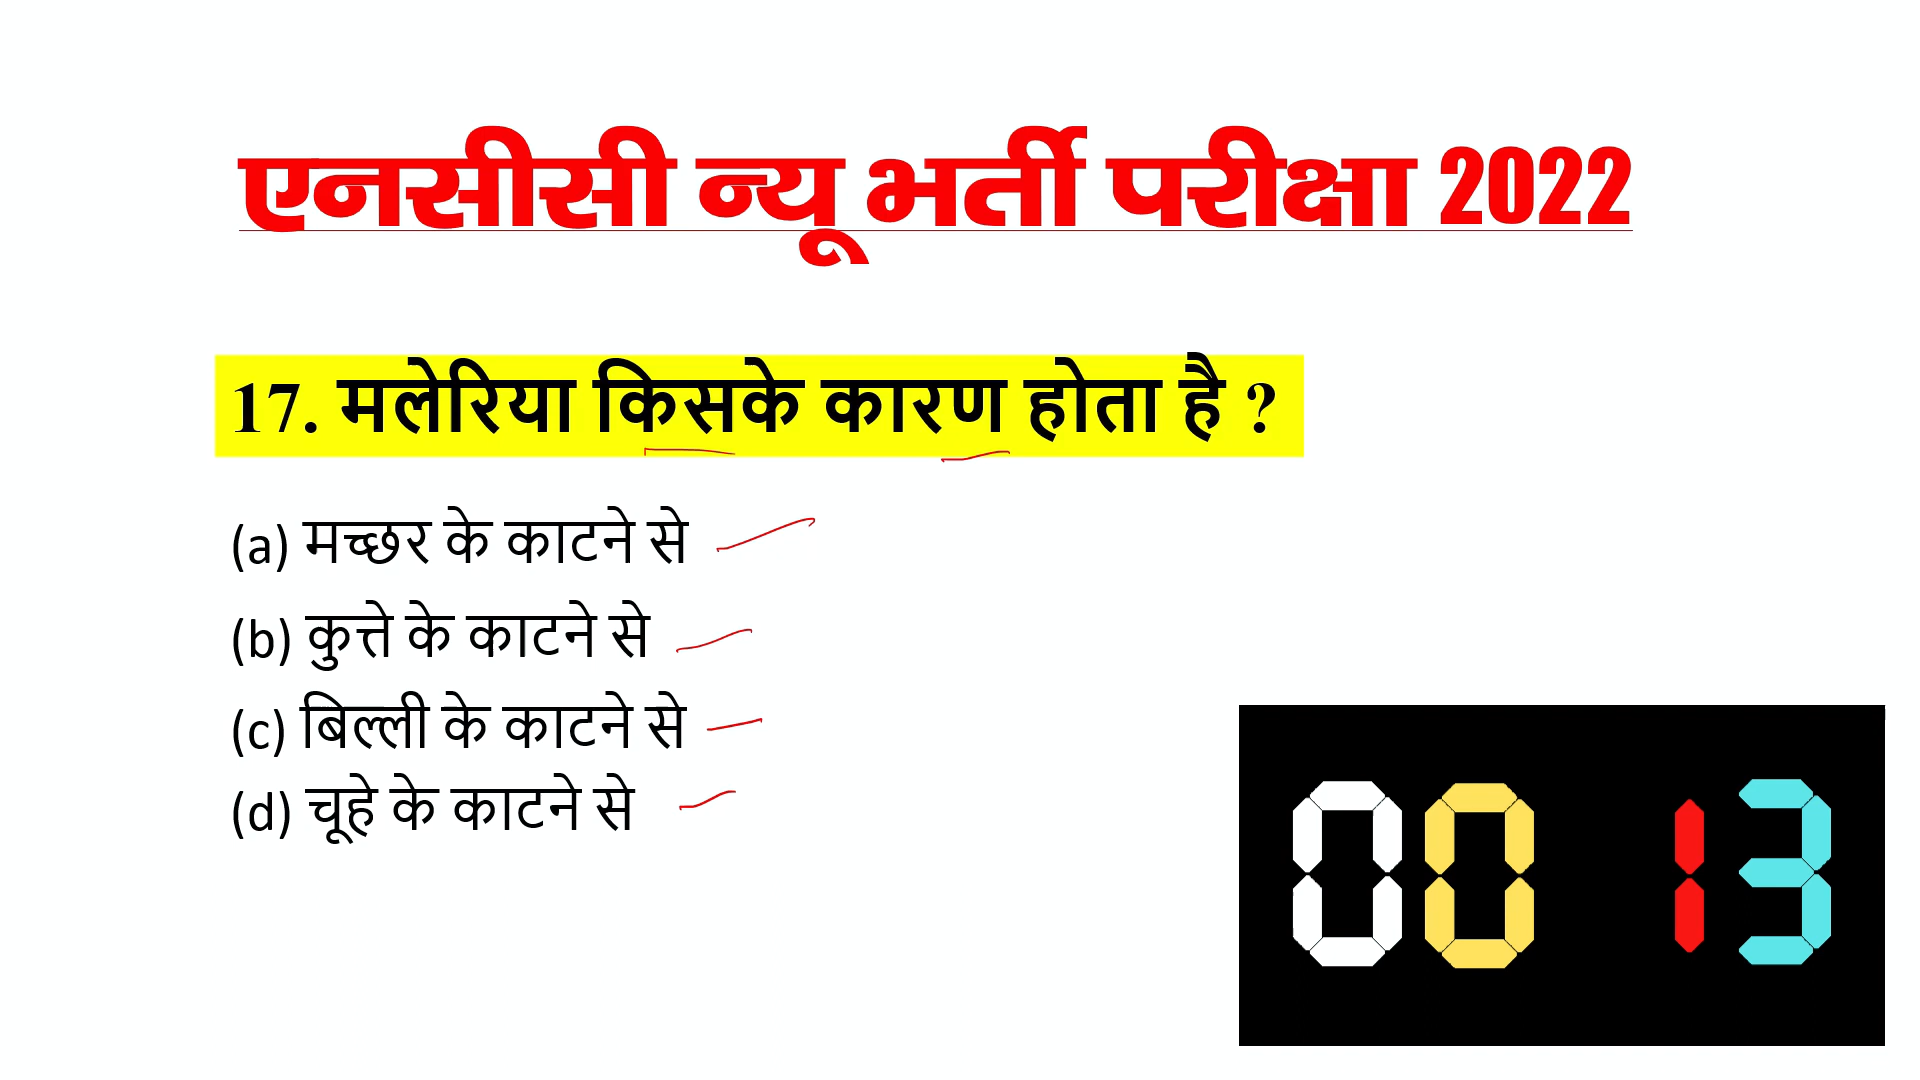 एनसीसी न्यू भर्ती परीक्षा 2022
17. मलेरिया किसके कारण होता है ?
(a) मच्छर के काटने से
(b) कुत्ते के काटने से
(c) बिल्ली के काटने से
(d) चूहे के काटने से
00 13